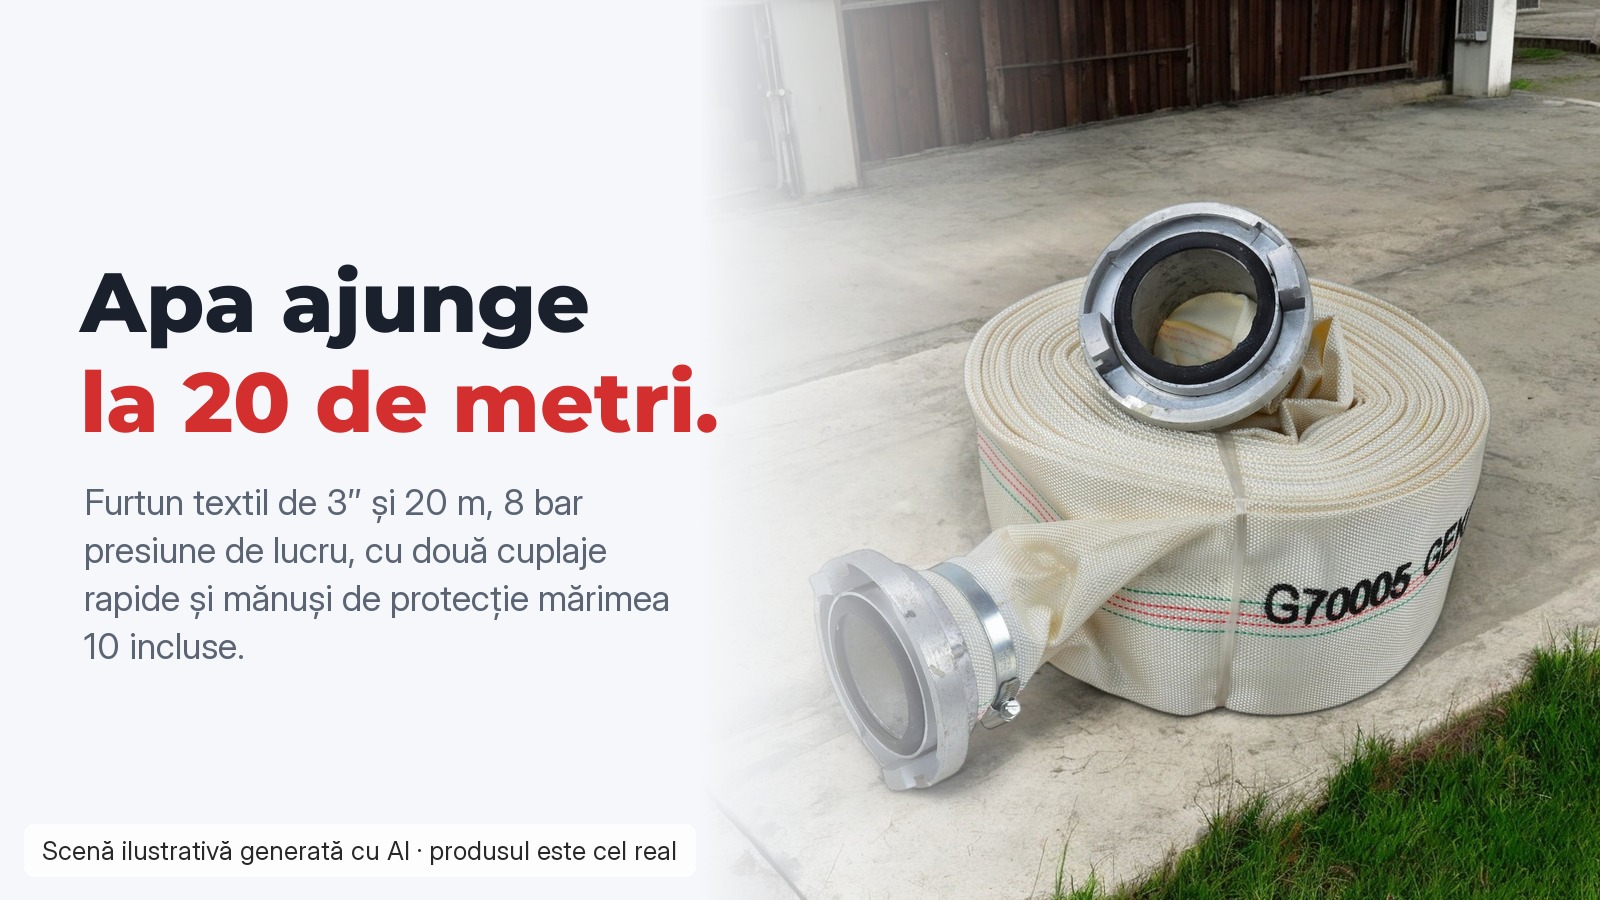 Apa ajunge
la 20 de metri.
Furtun textil de 3″ și 20 m, 8 bar
presiune de lucru, cu două cuplaje
rapide și mănuși de protecție mărimea
10 incluse.
G70005
Scenă ilustrativă generată cu AI · produsul este cel real